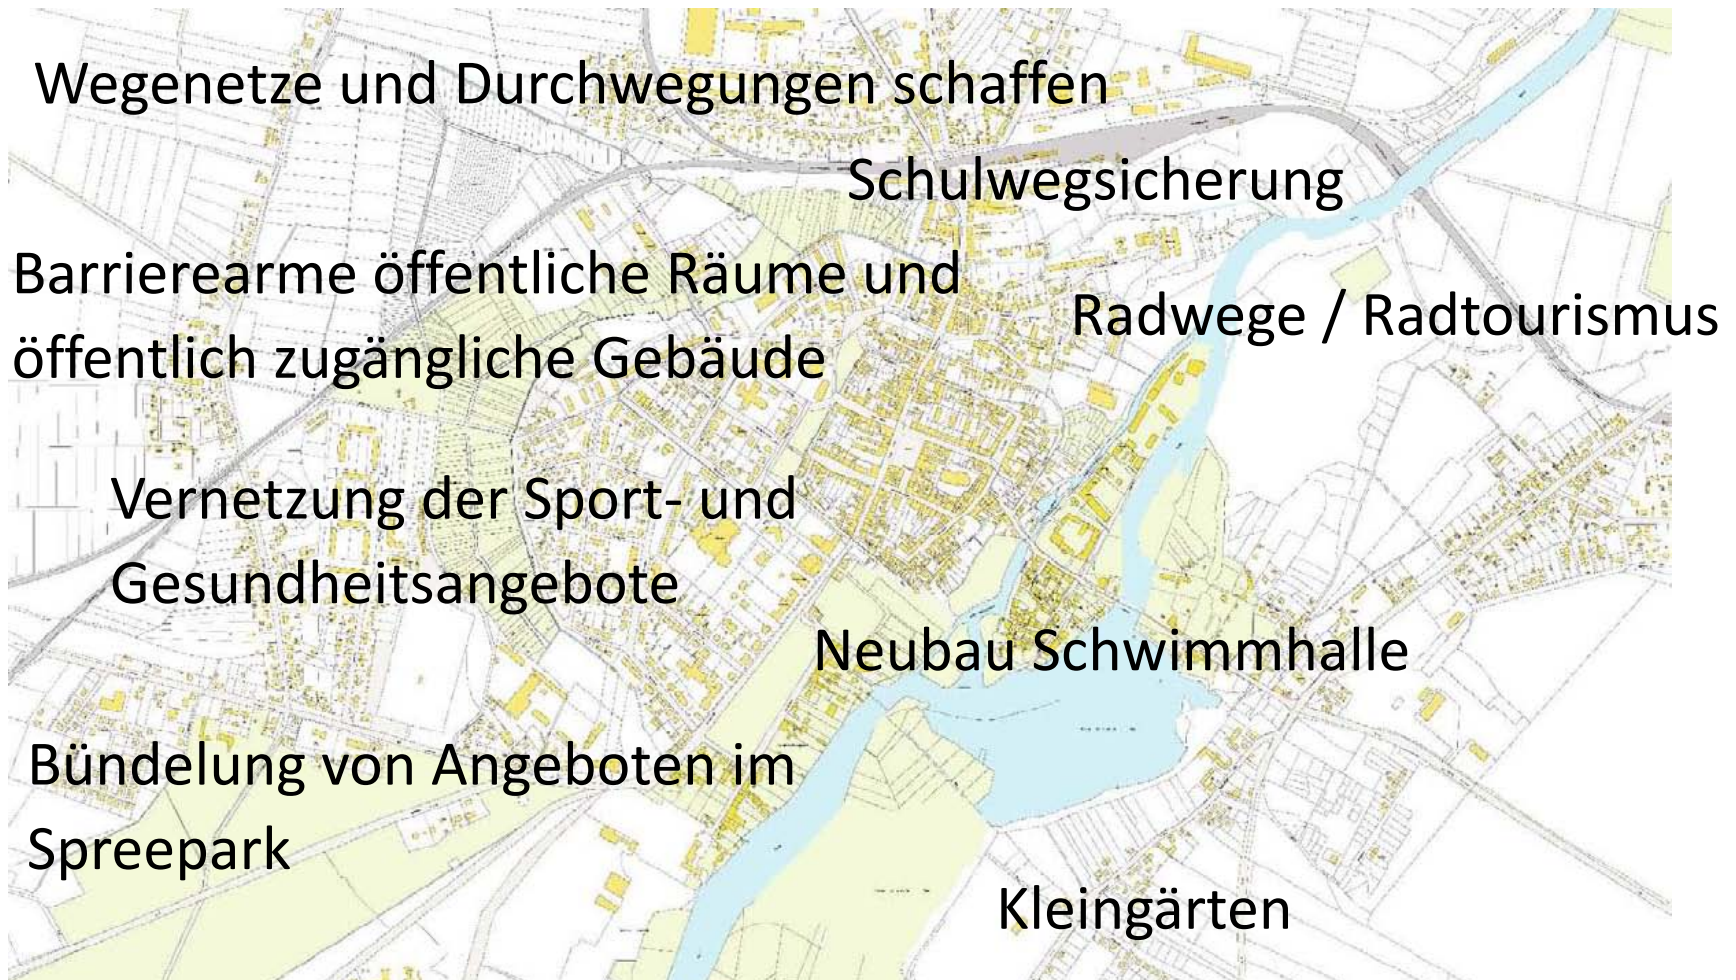 Wegenetze und Durchwegungen schaffen
Schulwegsicherung
Barrierearme öffentliche Räume und
öffentlich zugängliche Gebäude
Radwege / Radtourismus
Vernetzung der Sport- und
Gesundheitsangebote
Neubau Schwimmhalle
Bündelung von Angeboten im
Spreepark
Kleingärten